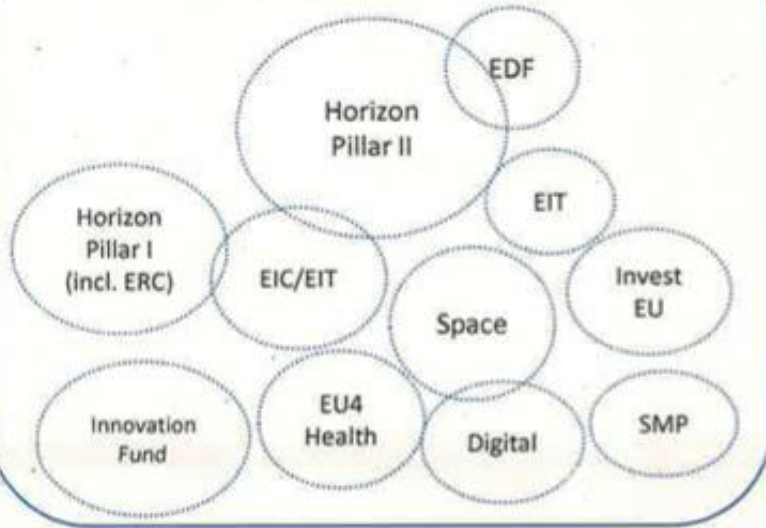 EDF
Horizon
Pillar II
EIT
Horizon
Pillar I
(incl. ERC)
EIC/EIT
Invest
EU
Space
Innovation
Fund
EU4
Health
Digital
SMP